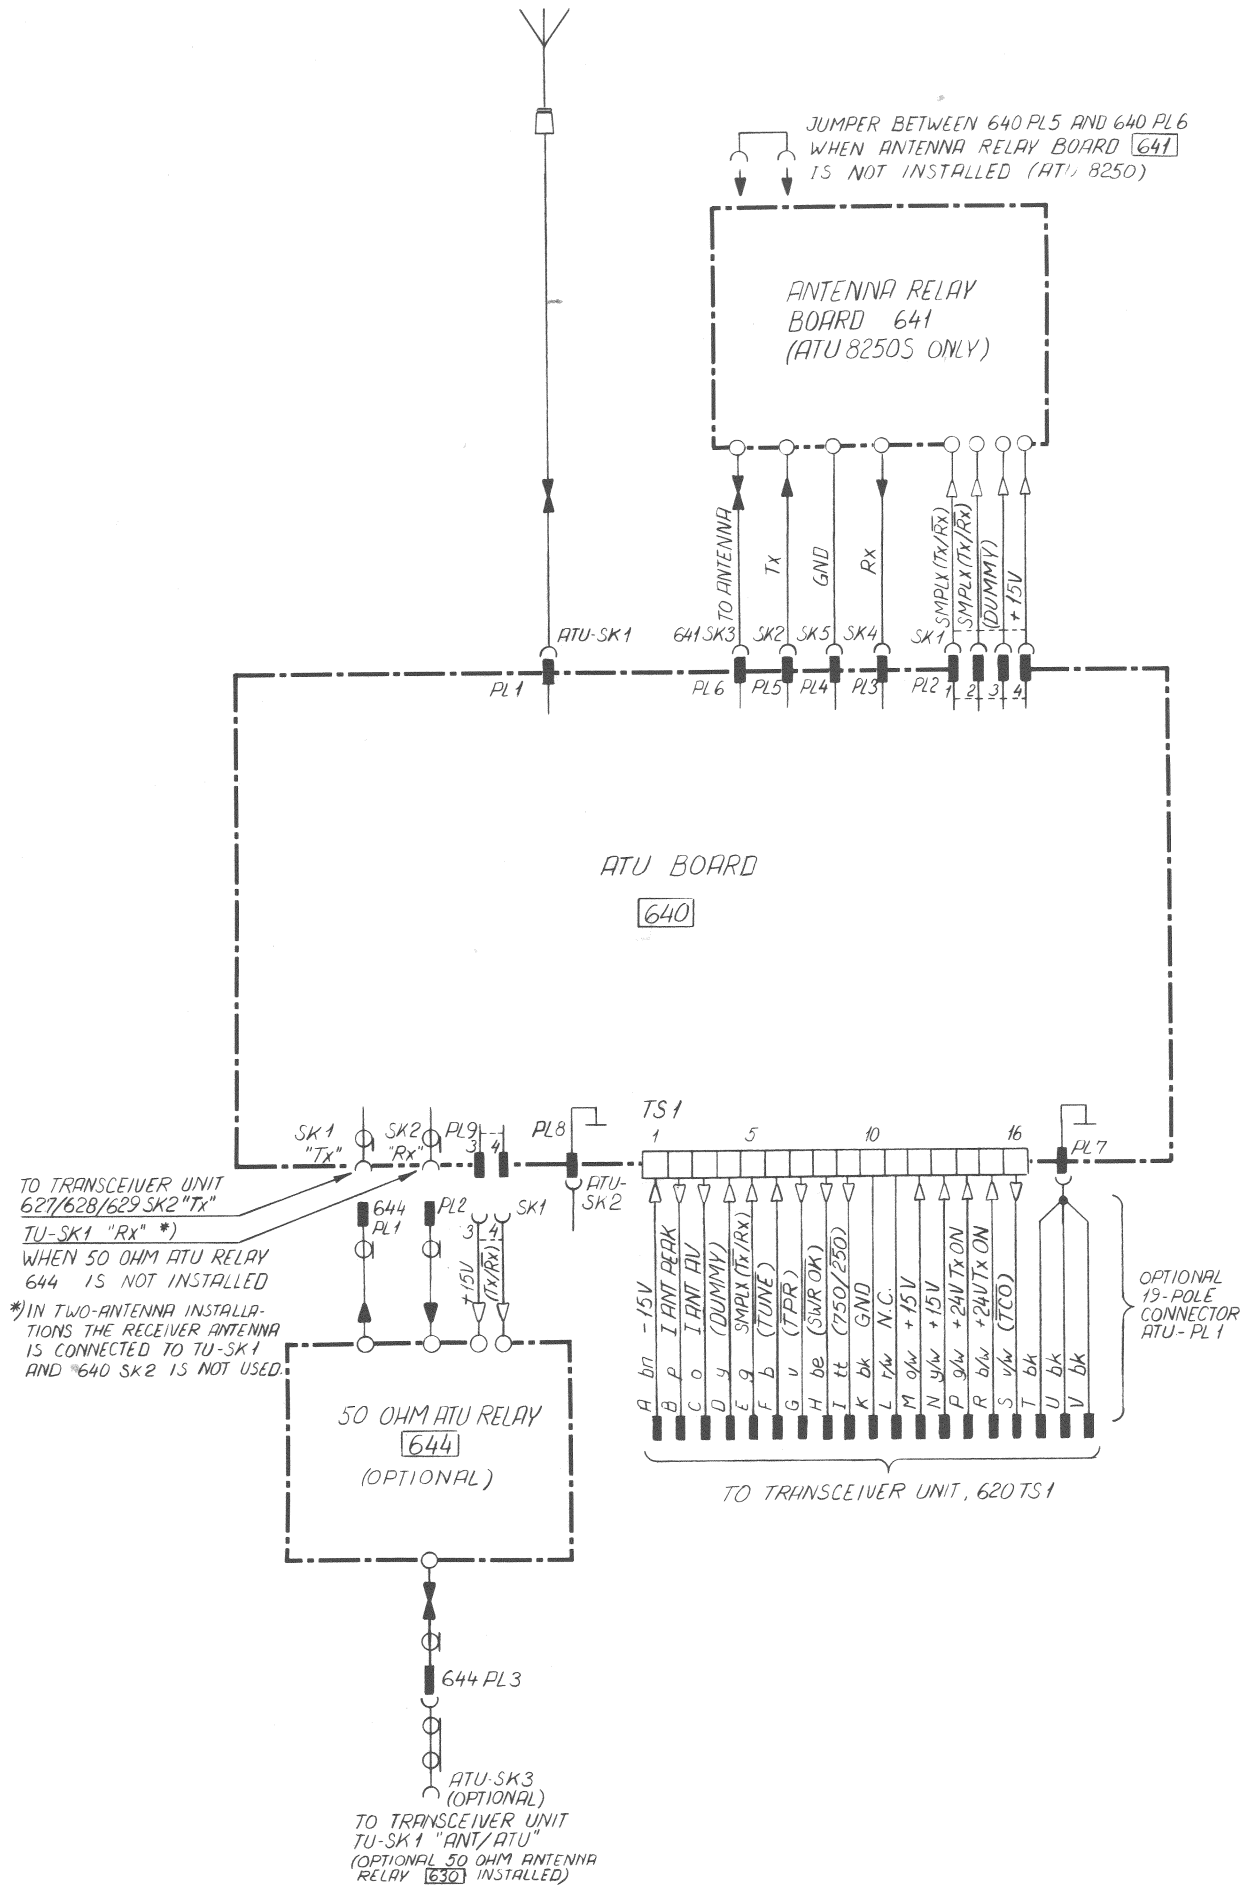 JUMPER BETWEEN 640 PL5 AND 640 PL6
WHEN ANTENNA RELAY BOARD 641
IS NOT INSTALLED (ATU 8250)
ANTENNA RELAY
BOARD 641
(ATU 8250S ONLY)
TO ANTENNA
Tx
GND
Rx
SMPLX (Tx/R̅x̅)
SMPLX (Tx/R̅x̅)
(DUMMY)
+15V
ATU-SK1
641 SK3
SK2
SK5
SK4
SK1
PL1
PL6
PL5
PL4
PL3
PL2
1
2
3
4
ATU BOARD
640
SK1
"Tx"
SK2
"Rx"
PL9
3
4
PL8
TS1
1
5
10
16
PL7
ATU-
SK2
TO TRANSCEIVER UNIT
627/628/629 SK2 "Tx"
TU-SK1 "Rx" *)
WHEN 50 OHM ATU RELAY
644 IS NOT INSTALLED
*) IN TWO-ANTENNA INSTALLA-
TIONS THE RECEIVER ANTENNA
IS CONNECTED TO TU-SK1
AND 640 SK2 IS NOT USED.
644
PL1
PL2
SK1
3
4
+15V
(T̅x̅/Rx)
A bn -15V
B p I ANT PEAK
C o I ANT AV
D y (DUMMY)
E g SMPLX (T̅x̅/Rx)
F b (T̅U̅N̅E̅)
G v (T̅P̅R̅)
H be (SWR OK)
I tt (750/2̅5̅0̅)
K bk GND
L r/w N.C.
M o/w +15V
N y/w +15V
P g/w +24V Tx ON
R b/w +24V Tx ON
S v/w (T̅C̅O̅)
T bk
U bk
V bk
OPTIONAL
19-POLE
CONNECTOR
ATU-PL1
TO TRANSCEIVER UNIT, 620 TS1
50 OHM ATU RELAY
644
(OPTIONAL)
644 PL3
ATU-SK3
(OPTIONAL)
TO TRANSCEIVER UNIT
TU-SK1 "ANT/ATU"
(OPTIONAL 50 OHM ANTENNA
RELAY 630 INSTALLED)